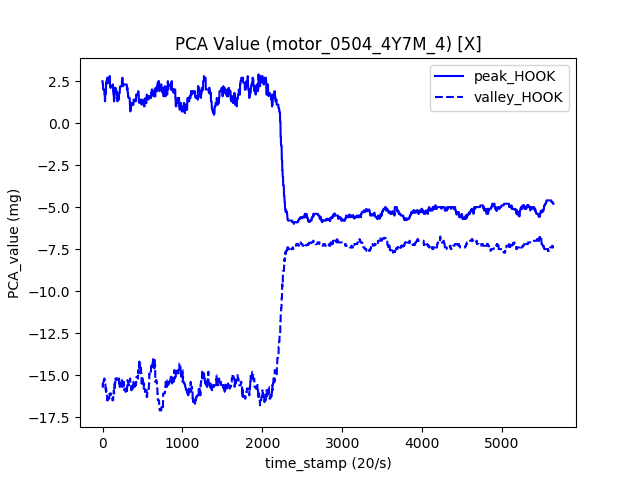 PCA Value (motor_0504_4Y7M_4) [X]
peak_HOOK
valley_HOOK
2.5
0.0
−2.5
−5.0
−7.5
−10.0
−12.5
−15.0
−17.5
PCA_value (mg)
0 1000 2000 3000 4000 5000
time_stamp (20/s)